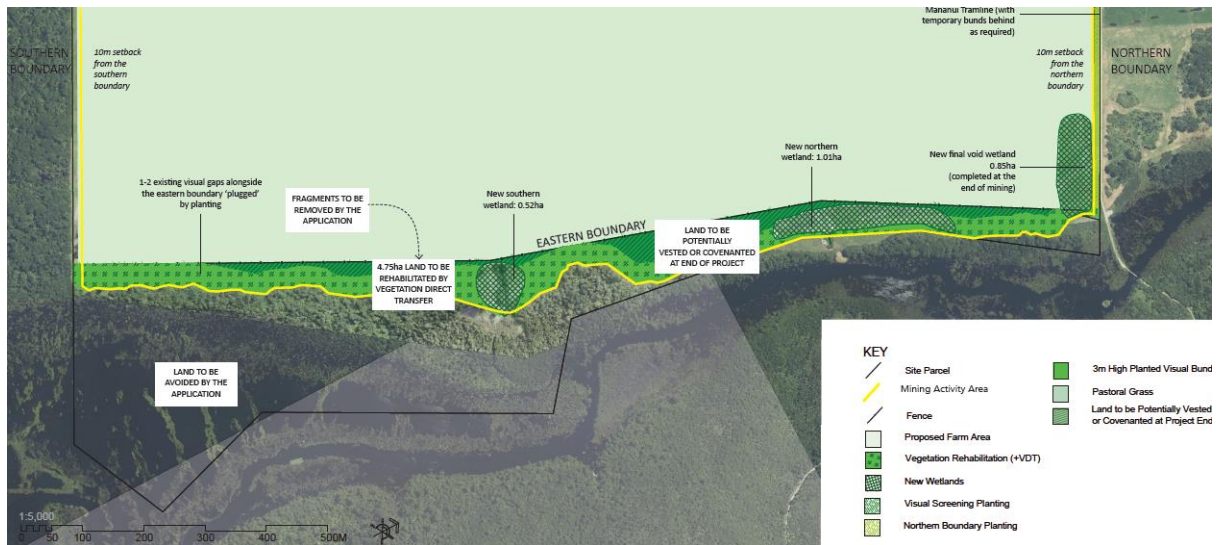 Mananui Tramline (with
temporary bunds behind
as required)
SOUTHERN
BOUNDARY
10m setback
from the
southern
boundary
10m setback
from the
northern
boundary
NORTHERN
BOUNDARY
1-2 existing visual gaps alongside
the eastern boundary ‘plugged’
by planting
FRAGMENTS TO BE
REMOVED BY THE
APPLICATION
New southern
wetland: 0.52ha
New northern
wetland: 1.01ha
New final void wetland
0.85ha
(completed at the
end of mining)
EASTERN BOUNDARY
LAND TO BE
POTENTIALLY
VESTED OR COVENANTED
AT END OF PROJECT
4.75ha LAND TO BE
REHABILITATED BY
VEGETATION DIRECT
TRANSFER
LAND TO BE
AVOIDED BY THE
APPLICATION
KEY
Site Parcel
Mining Activity Area
Fence
Proposed Farm Area
Vegetation Rehabilitation (+VDT)
New Wetlands
Visual Screening Planting
Northern Boundary Planting
3m High Planted Visual Bund
Pastoral Grass
Land to be Potentially Vested
or Covenanted at Project End
1:5,000
0 50 100 200 300 400 500M